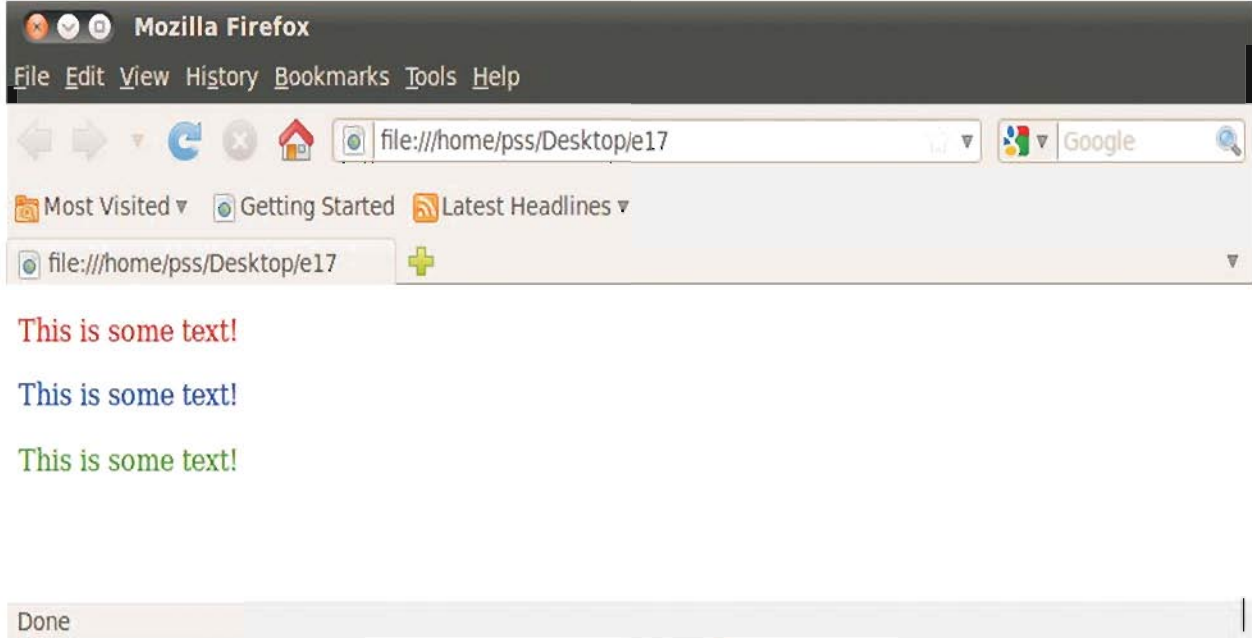 Mozilla Firefox
File Edit View History Bookmarks Tools Help
file:///home/pss/Desktop/e17 Google
Most Visited Getting Started Latest Headlines
file:///home/pss/Desktop/e17
This is some text!
This is some text!
This is some text!
Done